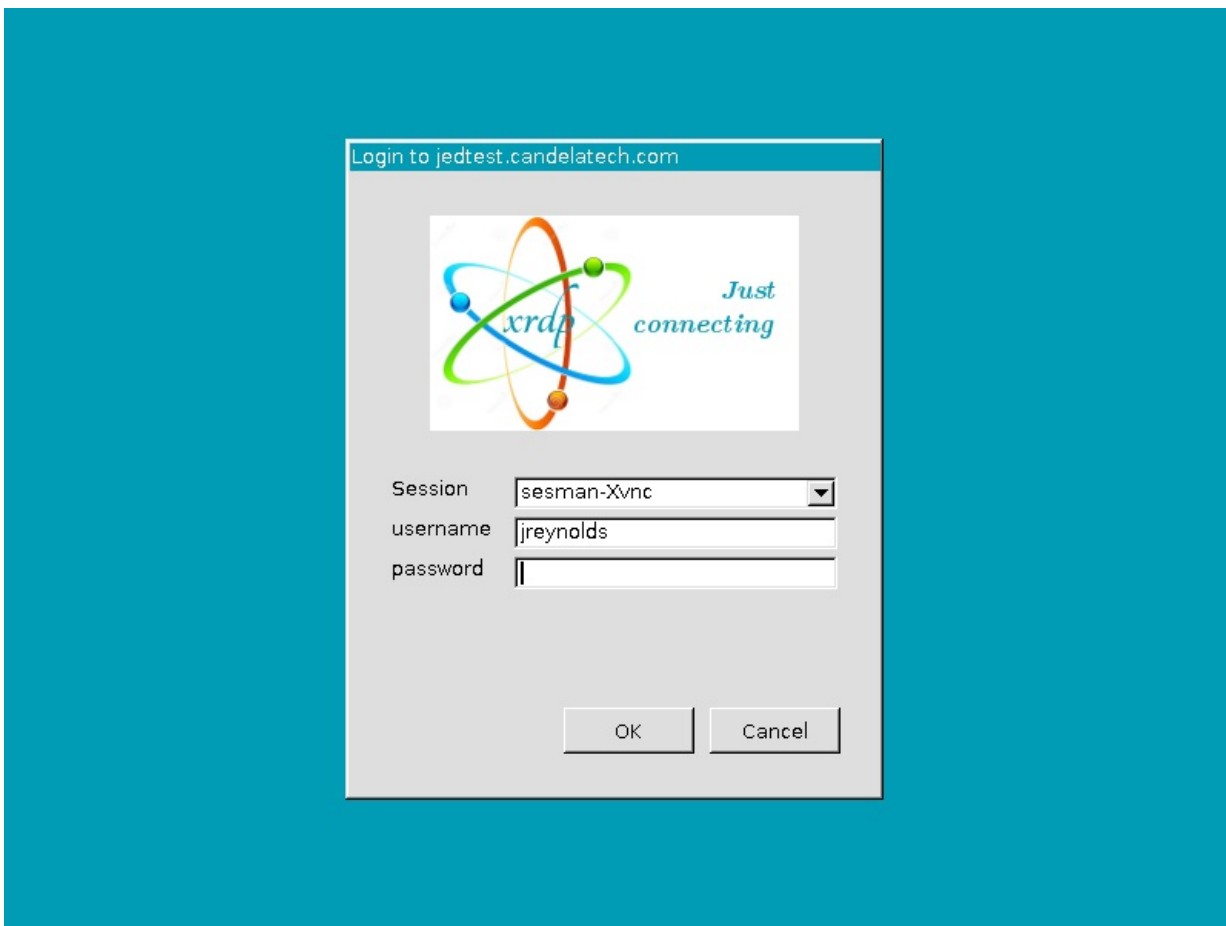 Login to jedtest.candelatech.com
xrdp
Just
connecting
Session
sesman-Xvnc
username
jreynolds
password
OK
Cancel